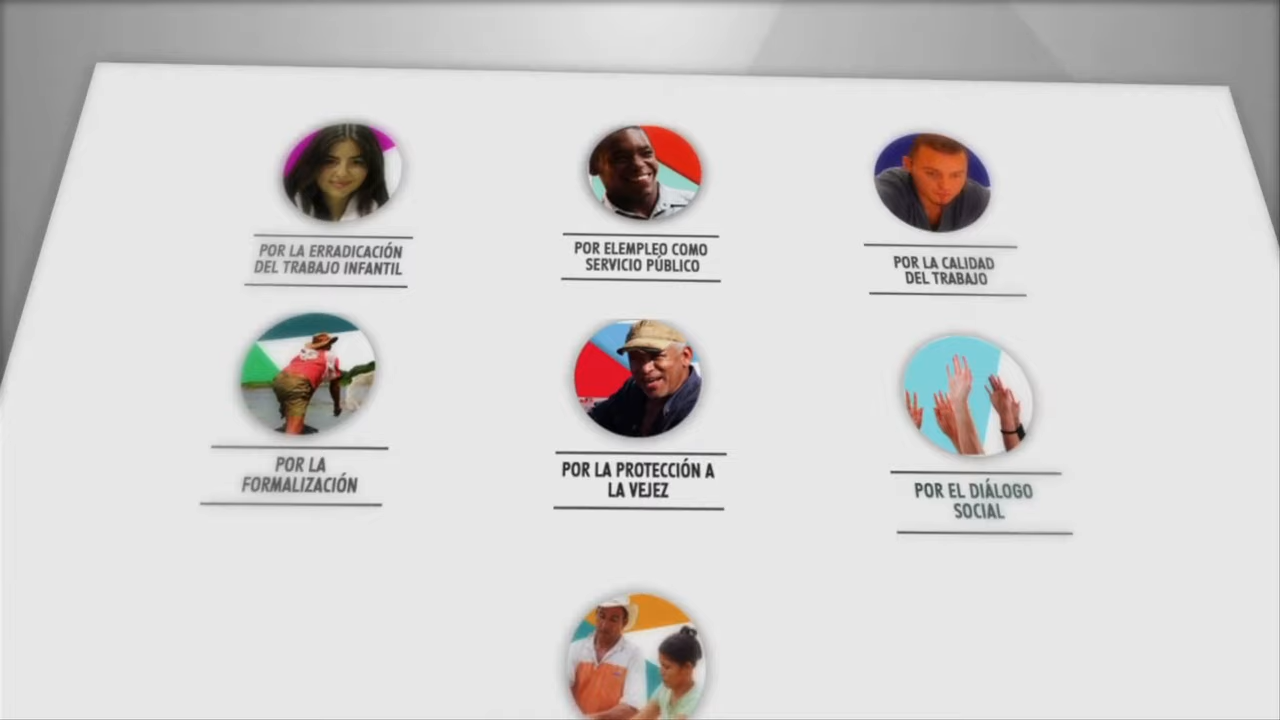 POR LA ERRADICACIÓN
DEL TRABAJO INFANTIL
POR ELEMPLEO COMO
SERVICIO PÚBLICO
POR LA CALIDAD
DEL TRABAJO
POR LA
FORMALIZACIÓN
POR LA PROTECCIÓN A
LA VEJEZ
POR EL DIÁLOGO
SOCIAL